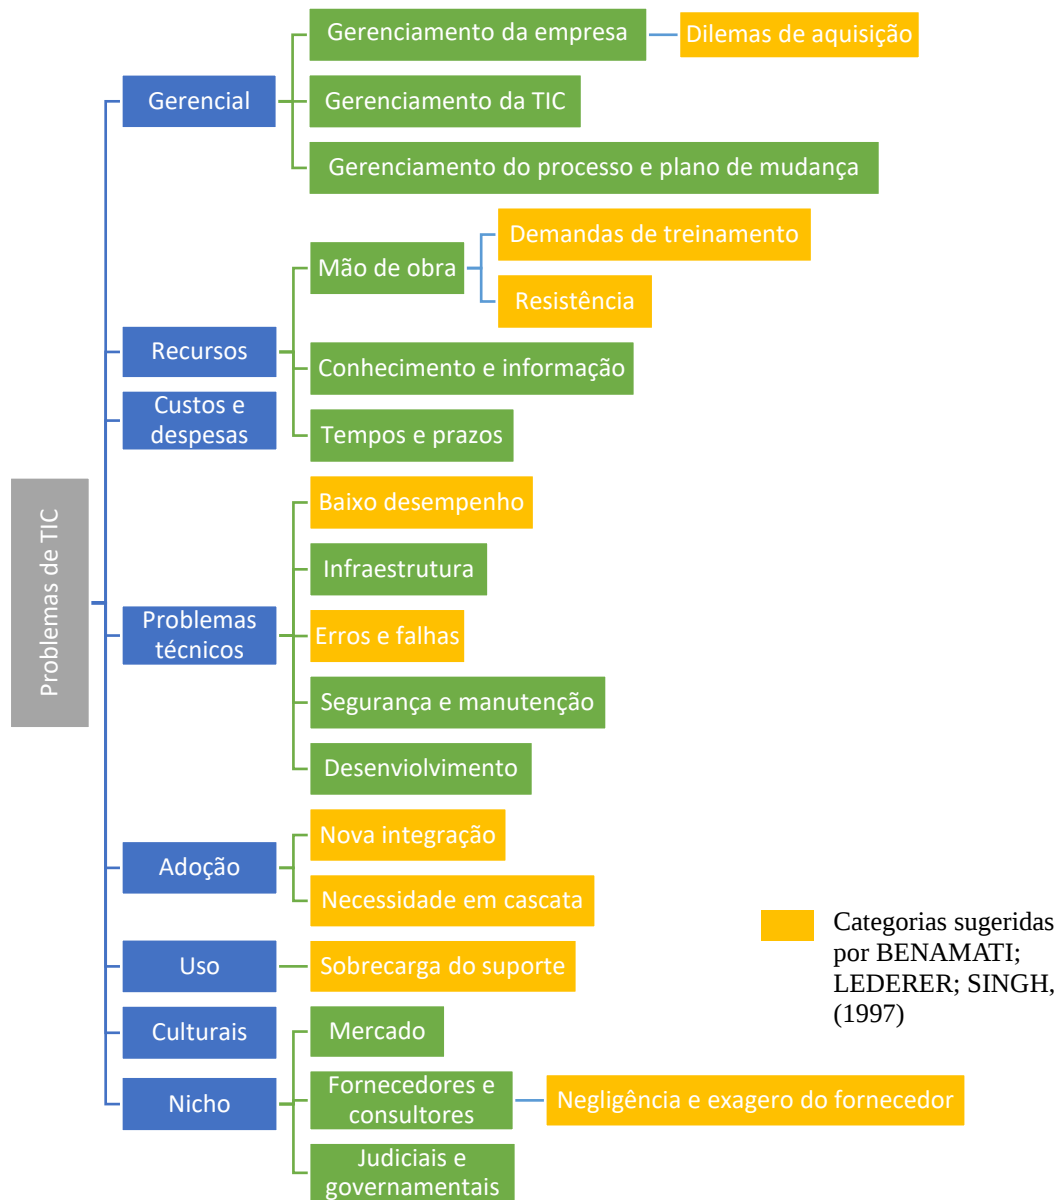 Problemas de TIC
Gerencial
Gerenciamento da empresa
Dilemas de aquisição
Gerenciamento da TIC
Gerenciamento do processo e plano de mudança
Recursos
Mão de obra
Demandas de treinamento
Resistência
Conhecimento e informação
Tempos e prazos
Custos e
despesas
Problemas
técnicos
Baixo desempenho
Infraestrutura
Erros e falhas
Segurança e manutenção
Desenviolvimento
Adoção
Nova integração
Necessidade em cascata
Uso
Sobrecarga do suporte
Culturais
Nicho
Mercado
Fornecedores e
consultores
Negligência e exagero do fornecedor
Judiciais e
governamentais
Categorias sugeridas
por BENAMATI;
LEDERER; SINGH,
(1997)